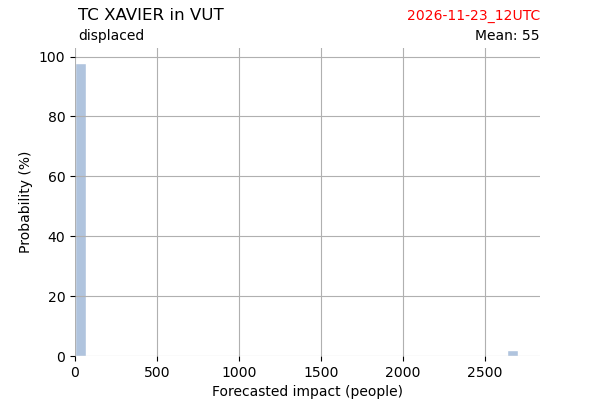 TC XAVIER in VUT
2026-11-23_12UTC
displaced
Mean: 55
100
80
60
40
20
0
Probability (%)
0 500 1000 1500 2000 2500
Forecasted impact (people)